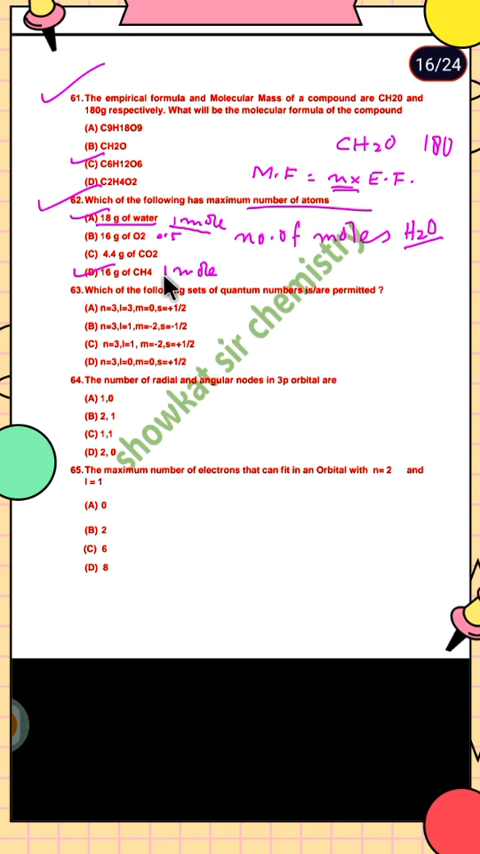 16/24
61. The empirical formula and Molecular Mass of a compound are CH20 and
180g respectively. What will be the molecular formula of the compound
(A) C9H18O9
CH2O 180
(B) CH2O
(C) C6H12O6
M.F = nx E.F.
(D) C2H4O2
62. Which of the following has maximum number of atoms
(A) 18 g of water 1 mole
(B) 16 g of O2 0.5 no. of moles H2O
(C) 4.4 g of CO2
(D) 16 g of CH4 1 mole
63. Which of the following sets of quantum numbers is/are permitted ?
(A) n=3,l=3,m=0,s=+1/2
(B) n=3,l=1,m=-2,s=-1/2
(C) n=3,l=1, m=-2,s=+1/2
(D) n=3,l=0,m=0,s=+1/2
64. The number of radial and angular nodes in 3p orbital are
(A) 1,0
(B) 2, 1
(C) 1,1
(D) 2, 0
showkat sir chemistry
65. The maximum number of electrons that can fit in an Orbital with n= 2 and
l = 1
(A) 0
(B) 2
(C) 6
(D) 8